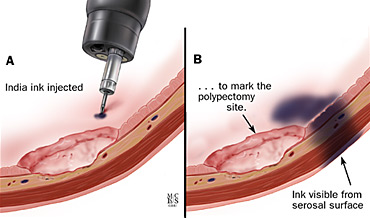 A
India ink injected
B
. . . to mark the
polypectomy
site.
Ink visible from
serosal surface